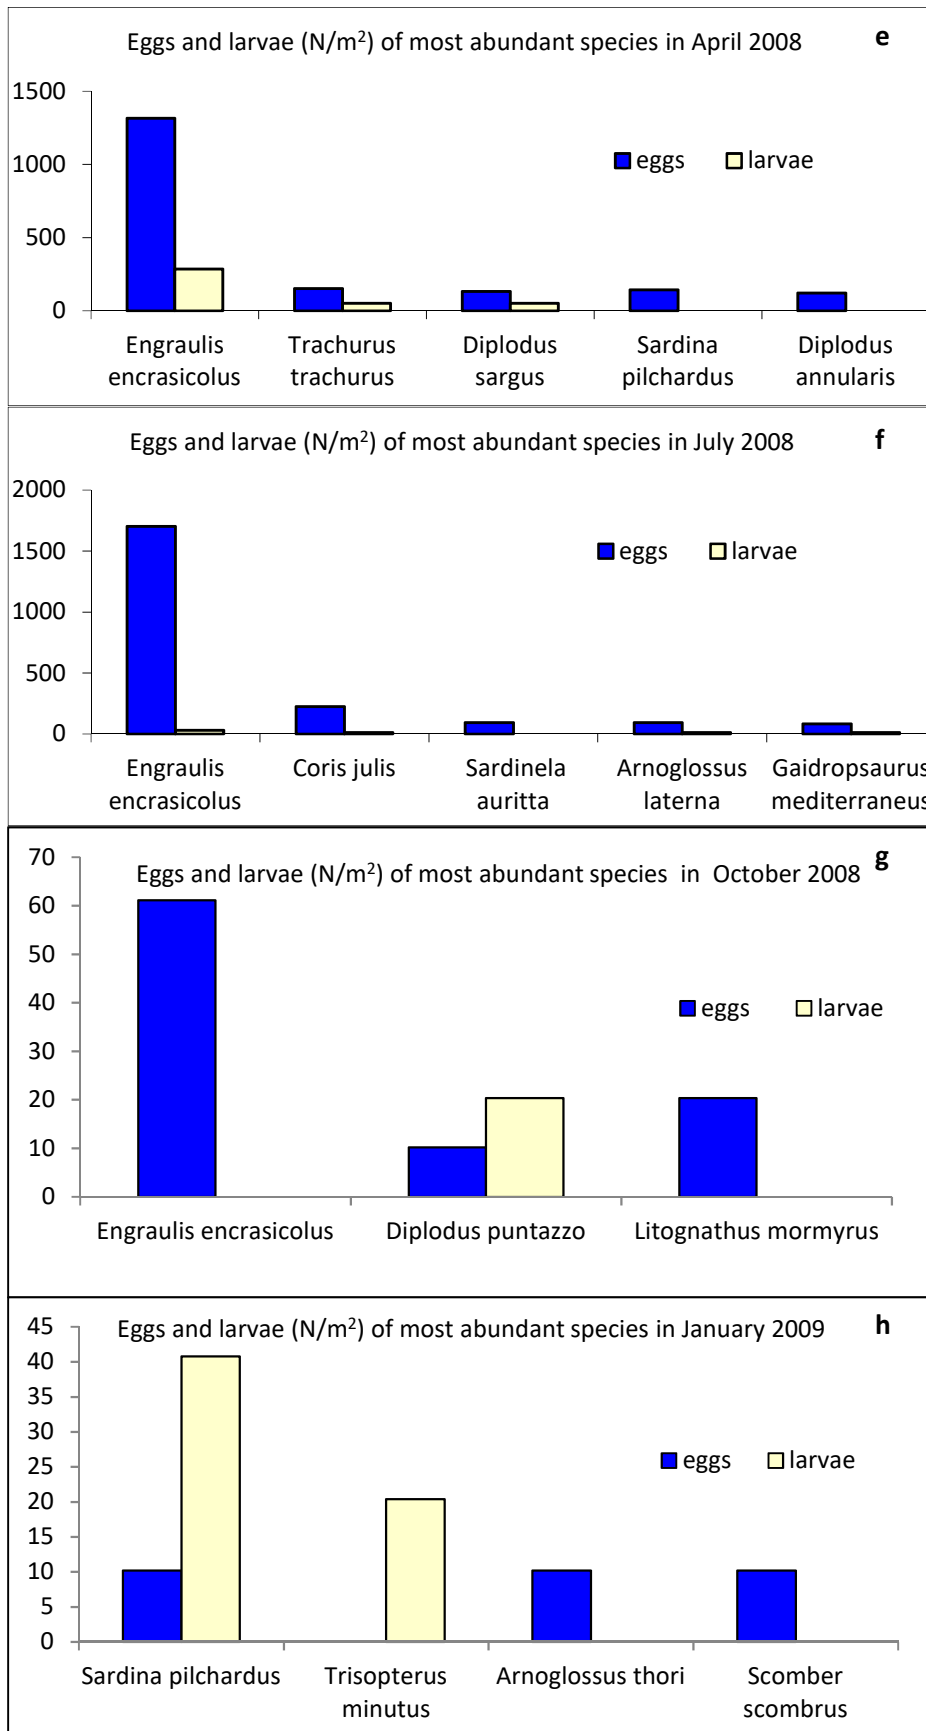 Eggs and larvae (N/m²) of most abundant species in April 2008
e
1500
1000
500
0
eggs larvae
Engraulis encrasicolus
Trachurus trachurus
Diplodus sargus
Sardina pilchardus
Diplodus annularis
Eggs and larvae (N/m²) of most abundant species in July 2008
f
2000
1500
1000
500
0
eggs larvae
Engraulis encrasicolus
Coris julis
Sardinela auritta
Arnoglossus laterna
Gaidropsaurus mediterraneus
Eggs and larvae (N/m²) of most abundant species in October 2008
g
70
60
50
40
30
20
10
0
eggs larvae
Engraulis encrasicolus
Diplodus puntazzo
Litognathus mormyrus
Eggs and larvae (N/m²) of most abundant species in January 2009
h
45
40
35
30
25
20
15
10
5
0
eggs larvae
Sardina pilchardus
Trisopterus minutus
Arnoglossus thori
Scomber scombrus